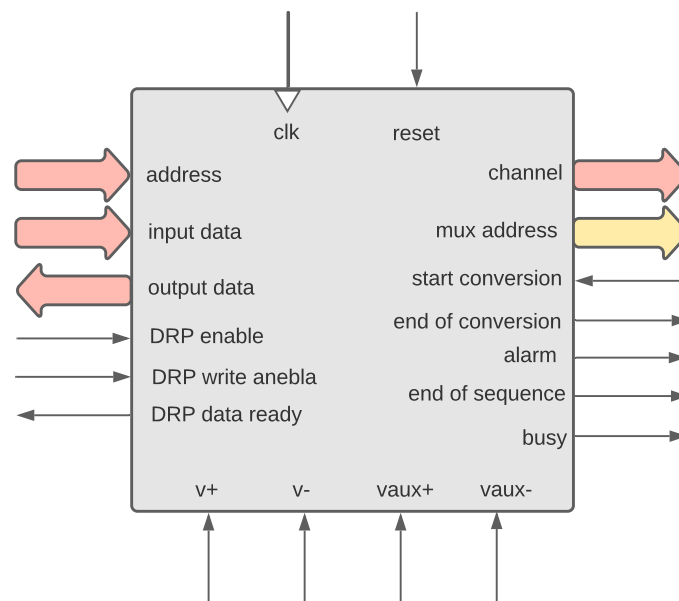 clk
reset
address
channel
input data
mux address
output data
start conversion
DRP enable
end of conversion
alarm
DRP write anebla
end of sequence
DRP data ready
busy
v+
v-
vaux+
vaux-